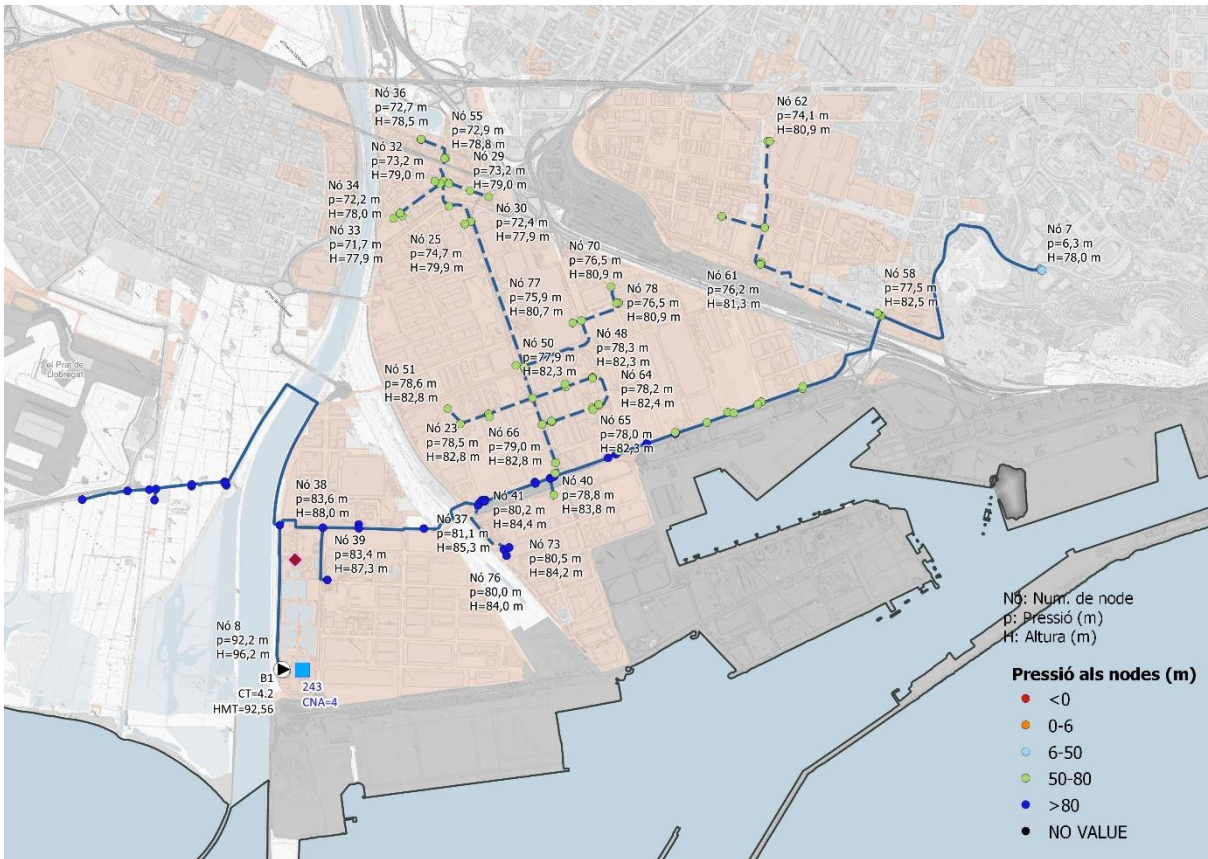 Nó 36
p=72,7 m
H=78,5 m
Nó 55
p=72,9 m
H=78,8 m
Nó 62
p=74,1 m
H=80,9 m
Nó 32
p=73,2 m
H=79,0 m
Nó 29
p=73,2 m
H=79,0 m
Nó 34
p=72,2 m
H=78,0 m
Nó 33
p=71,7 m
H=77,9 m
Nó 30
p=72,4 m
H=77,9 m
Nó 25
p=74,7 m
H=79,9 m
Nó 7
p=6,3 m
H=78,0 m
Nó 70
p=76,5 m
H=80,9 m
Nó 61
p=76,2 m
H=81,3 m
Nó 58
p=77,5 m
H=82,5 m
Nó 77
p=75,9 m
H=80,7 m
Nó 78
p=76,5 m
H=80,9 m
Nó 48
p=78,3 m
H=82,3 m
Nó 50
p=77,9 m
H=82,3 m
el Prat de
Llobregat
Nó 51
p=78,6 m
H=82,8 m
Nó 64
p=78,2 m
H=82,4 m
Nó 23
p=78,5 m
H=82,8 m
Nó 66
p=79,0 m
H=82,8 m
Nó 65
p=78,0 m
H=82,3 m
Nó 38
p=83,6 m
H=88,0 m
Nó 41
p=80,2 m
H=84,4 m
Nó 40
p=78,8 m
H=83,8 m
Nó 37
p=81,1 m
H=85,3 m
Nó 39
p=83,4 m
H=87,3 m
Nó 73
p=80,5 m
H=84,2 m
Nó 76
p=80,0 m
H=84,0 m
Nó 8
p=92,2 m
H=96,2 m
B1
CT=4.2
HMT=92,56
243
CNA=4
Nó: Num. de node
p: Pressió (m)
H: Altura (m)
Pressió als nodes (m)
<0
0-6
6-50
50-80
>80
NO VALUE